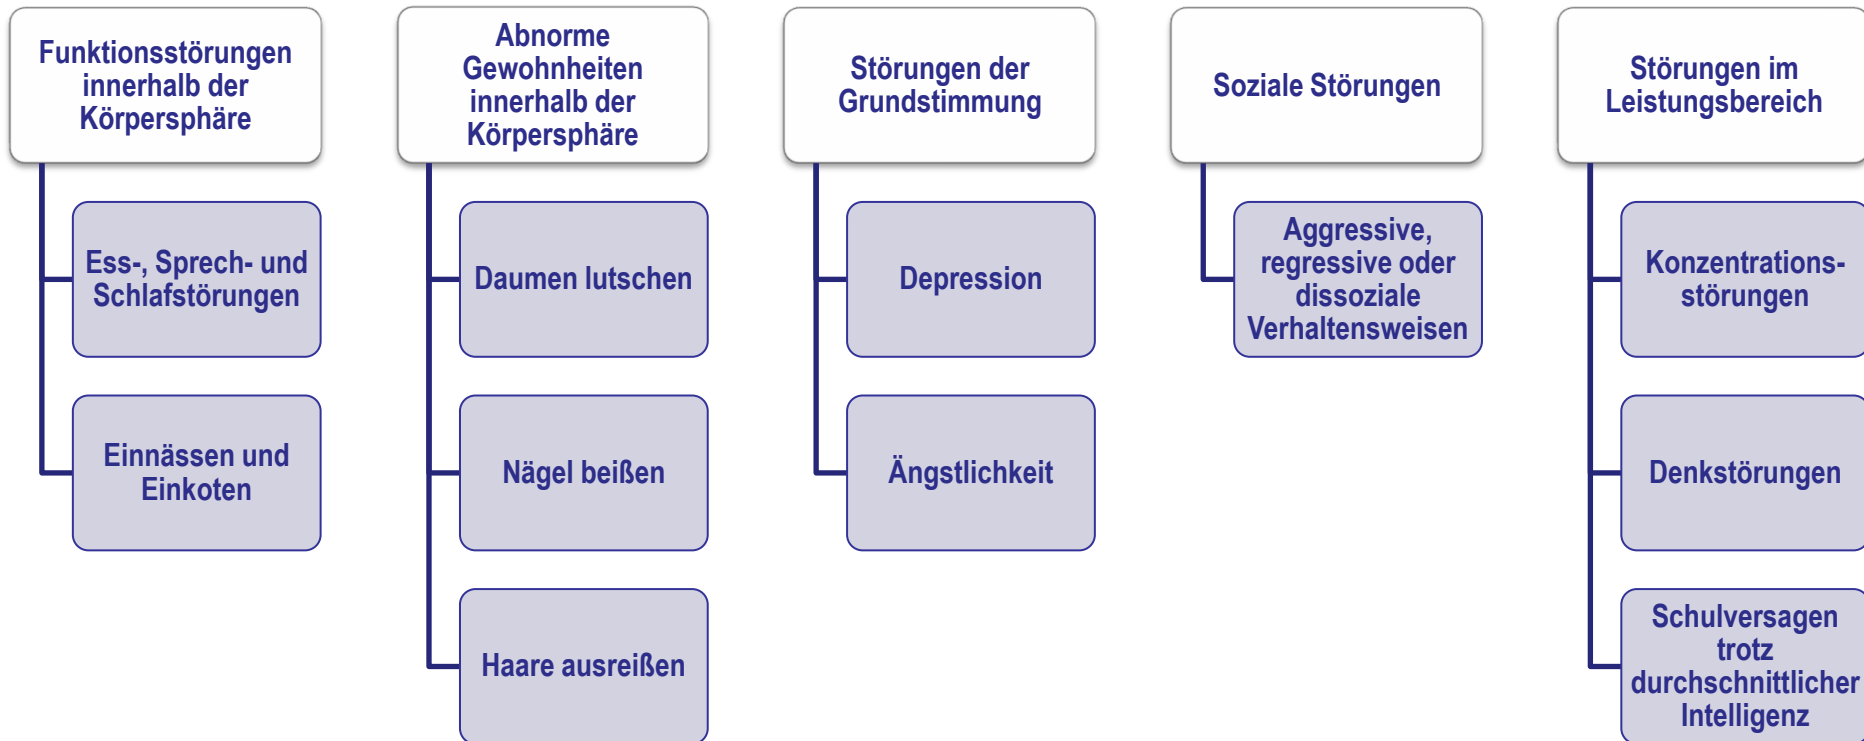 Funktionsstörungen
innerhalb der
Körpersphäre
Ess-, Sprech- und
Schlafstörungen
Einnässen und
Einkoten
Abnorme
Gewohnheiten
innerhalb der
Körpersphäre
Daumen lutschen
Nägel beißen
Haare ausreißen
Störungen der
Grundstimmung
Depression
Ängstlichkeit
Soziale Störungen
Aggressive,
regressive oder
dissoziale
Verhaltensweisen
Störungen im
Leistungsbereich
Konzentrations-
störungen
Denkstörungen
Schulversagen
trotz
durchschnittlicher
Intelligenz